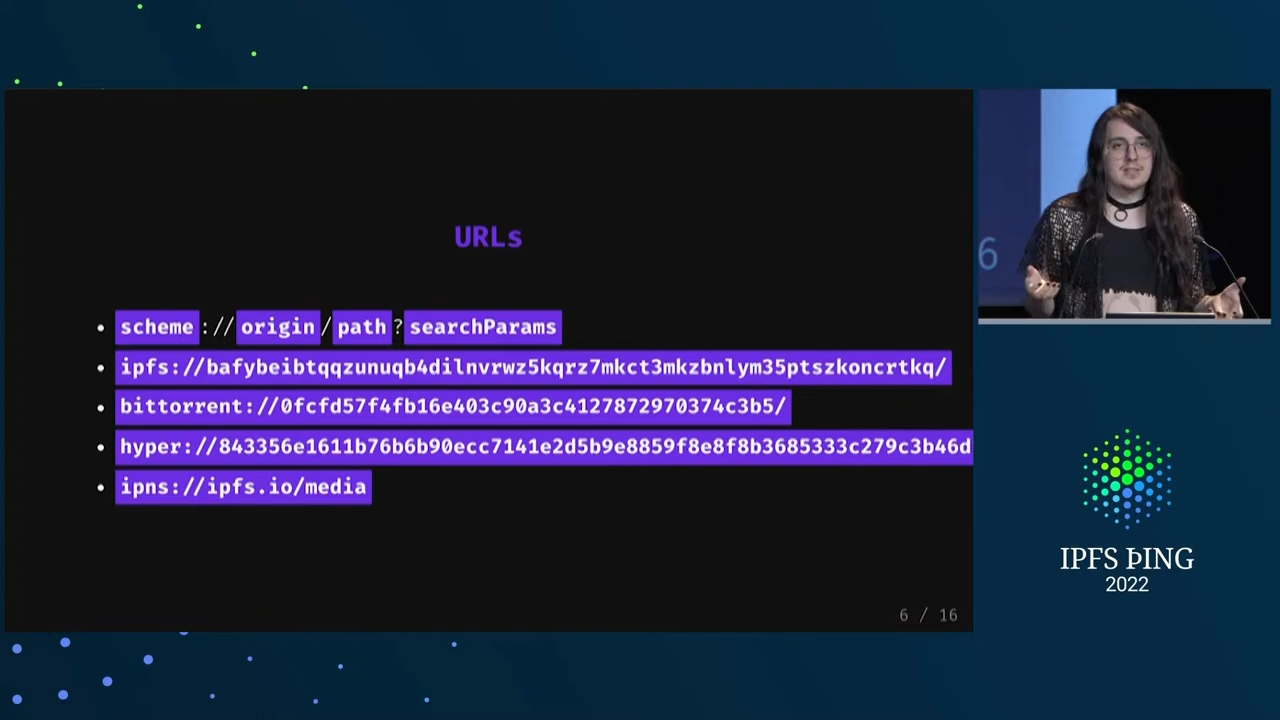 URLs
scheme://origin/path?searchParams
ipfs://bafybeibtqqzunuqb4dilnvrwz5kqrz7mkct3mkzbnlym35ptszkoncrtkq/
bittorrent://0fcfd57f4fb16e403c90a3c4127872970374c3b5/
hyper://843356e1611b76b6b90ecc7141e2d5b9e8859f8e8f8b3685333c279c3b46d
ipns://ipfs.io/media
6 / 16
6
IPFS ÞING
2022